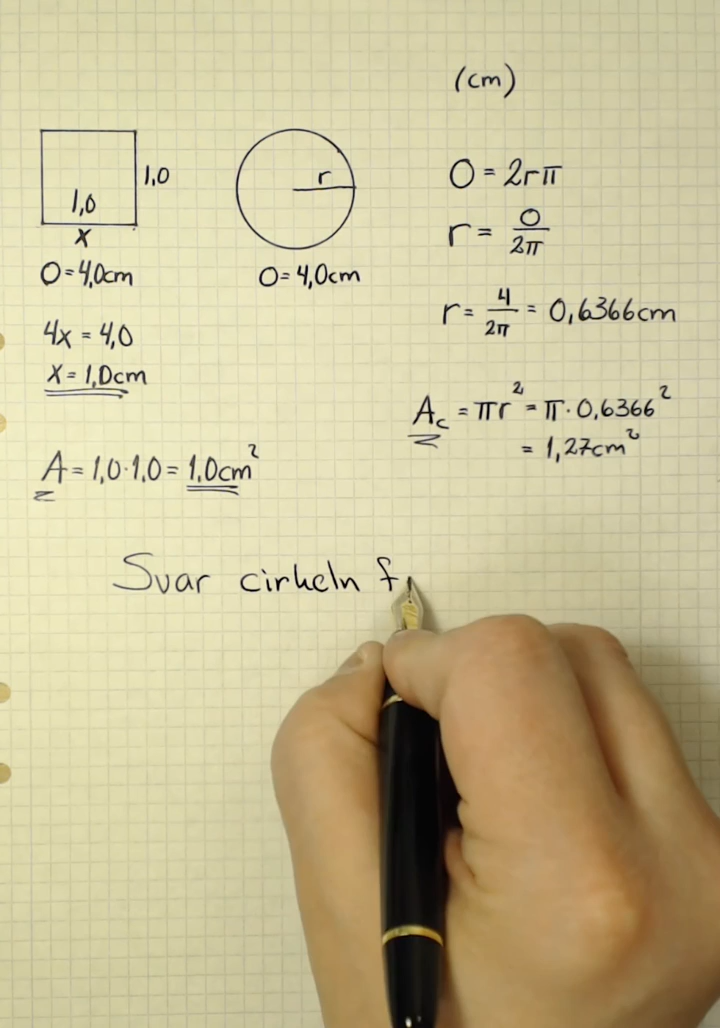 (cm)
1,0
1,0
x
O=4,0cm
4x = 4,0
x = 1,0cm
A = 1,0·1,0 = 1,0cm²
r
O=4,0cm
O = 2rπ
r = O/2π
r = 4/2π = 0,6366cm
A_c = πr² = π·0,6366²
= 1,27cm²
Svar cirkeln f